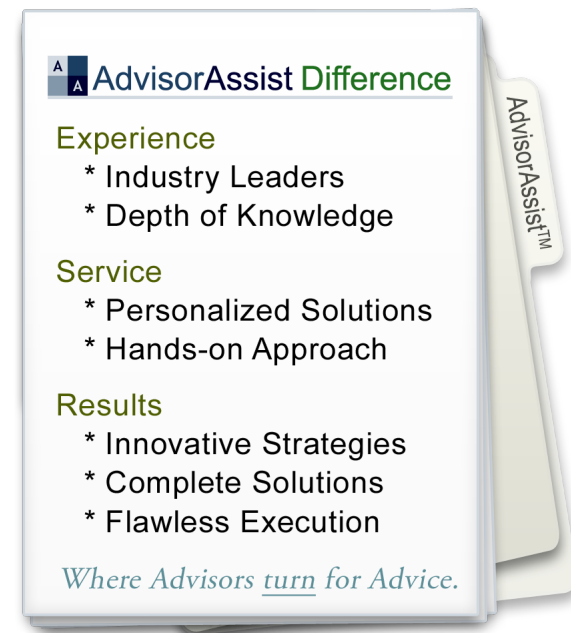 A A
AdvisorAssist Difference
Experience
* Industry Leaders
* Depth of Knowledge
Service
* Personalized Solutions
* Hands-on Approach
Results
* Innovative Strategies
* Complete Solutions
* Flawless Execution
Where Advisors turn for Advice.
AdvisorAssist™